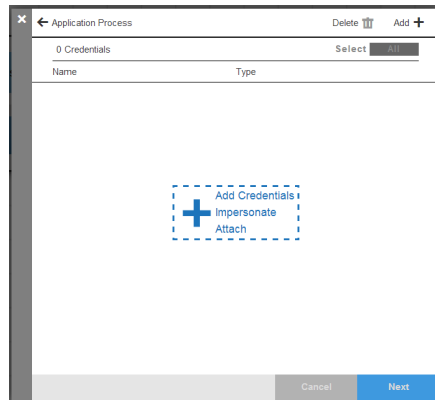 Application Process Delete Add
0 Credentials Select All
Name Type
Add Credentials
Impersonate
Attach
Cancel Next